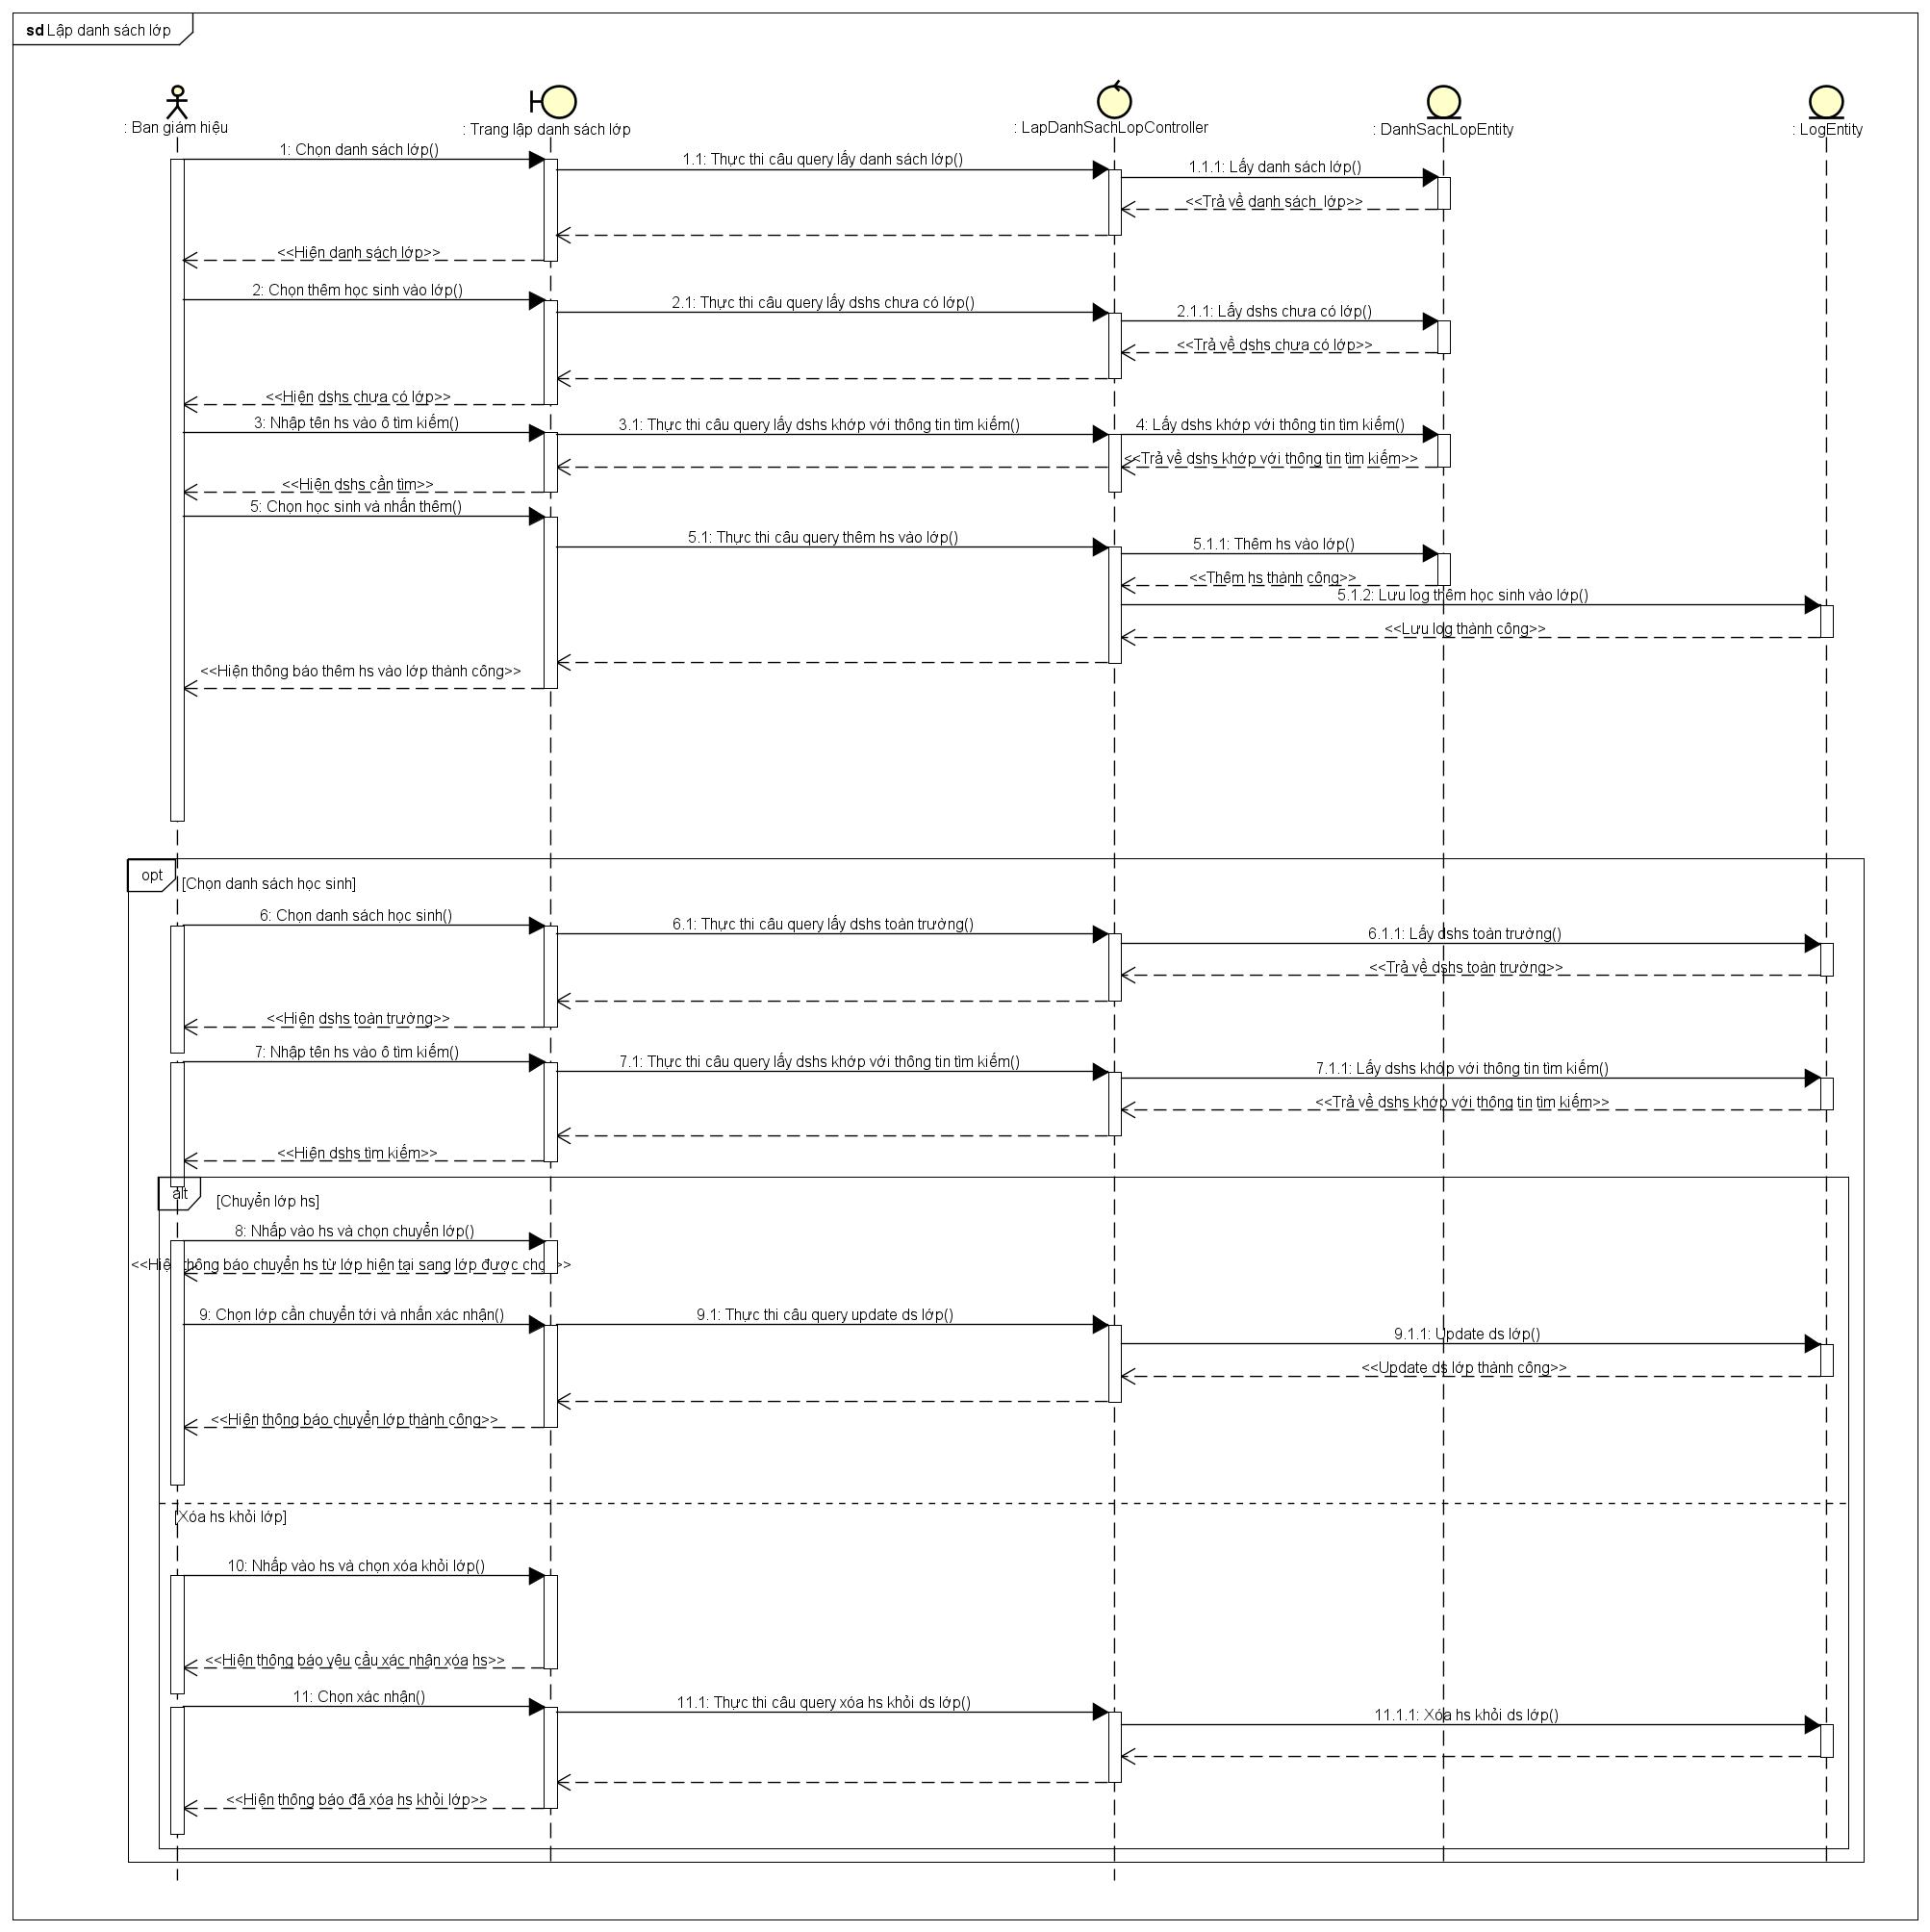 sd Lập danh sách lớp
: Ban giám hiệu
: Trang lập danh sách lớp
: LapDanhSachLopController
: DanhSachLopEntity
: LogEntity
1: Chọn danh sách lớp()
1.1: Thực thi câu query lấy danh sách lớp()
1.1.1: Lấy danh sách lớp()
<<Trả về danh sách  lớp>>
<<Hiện danh sách lớp>>
2: Chọn thêm học sinh vào lớp()
2.1: Thực thi câu query lấy dshs chưa có lớp()
2.1.1: Lấy dshs chưa có lớp()
<<Trả về dshs chưa có lớp>>
<<Hiện dshs chưa có lớp>>
3: Nhập tên hs vào ô tìm kiếm()
3.1: Thực thi câu query lấy dshs khớp với thông tin tìm kiếm()
4: Lấy dshs khớp với thông tin tìm kiếm()
<<Trả về dshs khớp với thông tin tìm kiếm>>
<<Hiện dshs cần tìm>>
5: Chọn học sinh và nhấn thêm()
5.1: Thực thi câu query thêm hs vào lớp()
5.1.1: Thêm hs vào lớp()
<<Thêm hs thành công>>
5.1.2: Lưu log thêm học sinh vào lớp()
<<Lưu log thành công>>
<<Hiện thông báo thêm hs vào lớp thành công>>
opt
[Chọn danh sách học sinh]
6: Chọn danh sách học sinh()
6.1: Thực thi câu query lấy dshs toàn trường()
6.1.1: Lấy dshs toàn trường()
<<Trả về dshs toàn trường>>
<<Hiện dshs toàn trường>>
7: Nhập tên hs vào ô tìm kiếm()
7.1: Thực thi câu query lấy dshs khớp với thông tin tìm kiếm()
7.1.1: Lấy dshs khớp với thông tin tìm kiếm()
<<Trả về dshs khớp với thông tin tìm kiếm>>
<<Hiện dshs tìm kiếm>>
alt
[Chuyển lớp hs]
8: Nhấp vào hs và chọn chuyển lớp()
<<Hiện thông báo chuyển hs từ lớp hiện tại sang lớp được chọn>>
9: Chọn lớp cần chuyển tới và nhấn xác nhận()
9.1: Thực thi câu query update ds lớp()
9.1.1: Update ds lớp()
<<Update ds lớp thành công>>
<<Hiện thông báo chuyển lớp thành công>>
[Xóa hs khỏi lớp]
10: Nhấp vào hs và chọn xóa khỏi lớp()
<<Hiện thông báo yêu cầu xác nhận xóa hs>>
11: Chọn xác nhận()
11.1: Thực thi câu query xóa hs khỏi ds lớp()
11.1.1: Xóa hs khỏi ds lớp()
<<Hiện thông báo đã xóa hs khỏi lớp>>